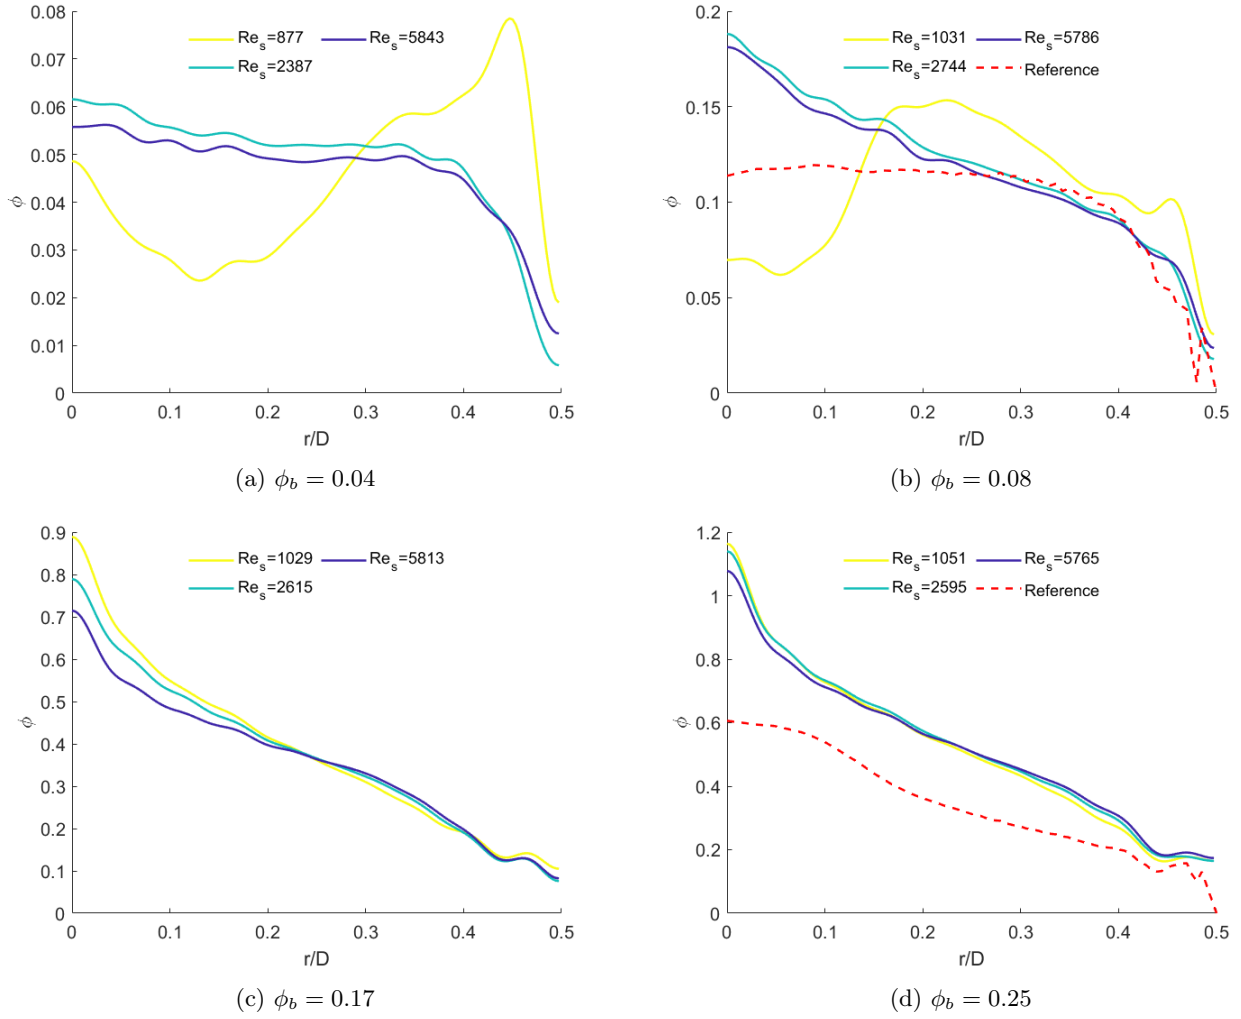 0.08
0.07
0.06
0.05
0.04
0.03
0.02
0.01
0
ϕ
Re_s=877 Re_s=5843
Re_s=2387
0 0.1 0.2 0.3 0.4 0.5
r/D
(a) ϕ_b = 0.04
0.2
0.15
0.1
0.05
0
ϕ
Re_s=1031 Re_s=5786
Re_s=2744 Reference
0 0.1 0.2 0.3 0.4 0.5
r/D
(b) ϕ_b = 0.08
0.9
0.8
0.7
0.6
0.5
0.4
0.3
0.2
0.1
0
ϕ
Re_s=1029 Re_s=5813
Re_s=2615
0 0.1 0.2 0.3 0.4 0.5
r/D
(c) ϕ_b = 0.17
1.2
1
0.8
0.6
0.4
0.2
0
ϕ
Re_s=1051 Re_s=5765
Re_s=2595 Reference
0 0.1 0.2 0.3 0.4 0.5
r/D
(d) ϕ_b = 0.25